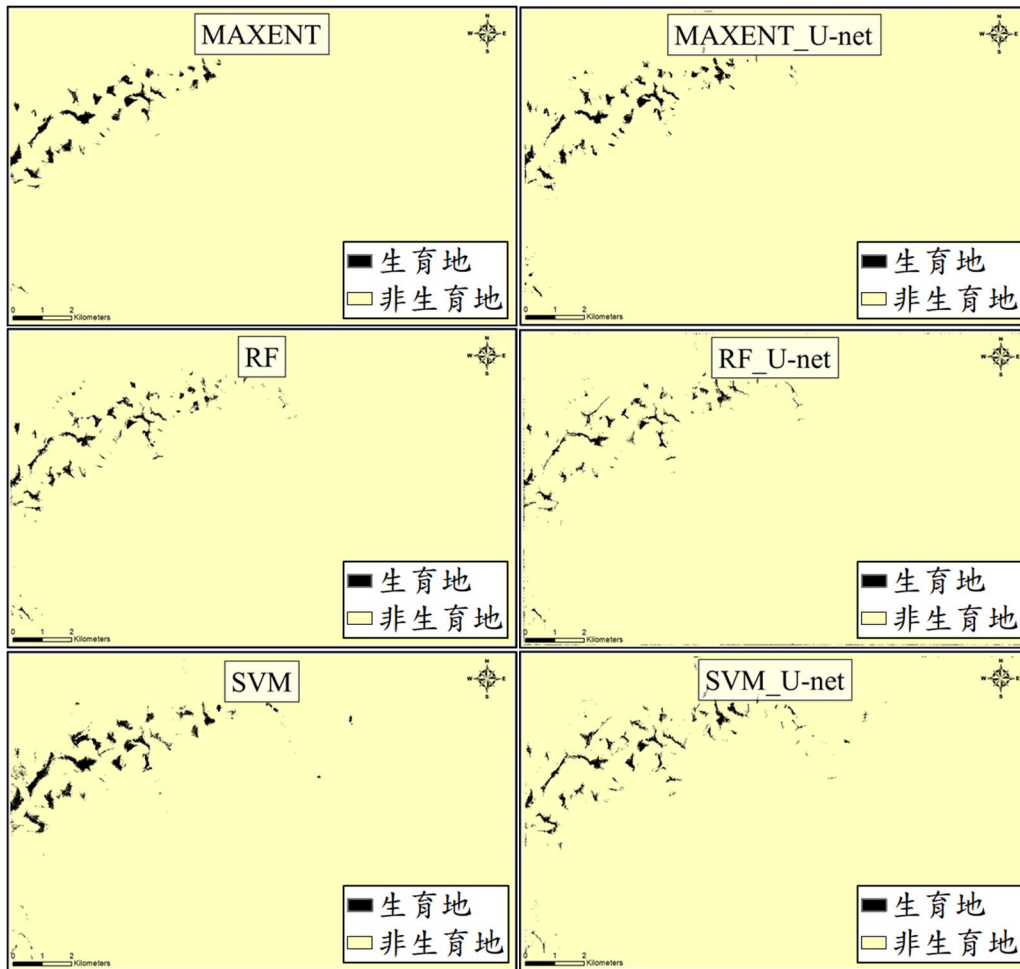 MAXENT
N
W E
S
生育地
非生育地
0 1 2
Kilometers
MAXENT_U-net
N
W E
S
生育地
非生育地
0 1 2
Kilometers
RF
N
W E
S
生育地
非生育地
0 1 2
Kilometers
RF_U-net
N
W E
S
生育地
非生育地
0 1 2
Kilometers
SVM
N
W E
S
生育地
非生育地
0 1 2
Kilometers
SVM_U-net
N
W E
S
生育地
非生育地
0 1 2
Kilometers